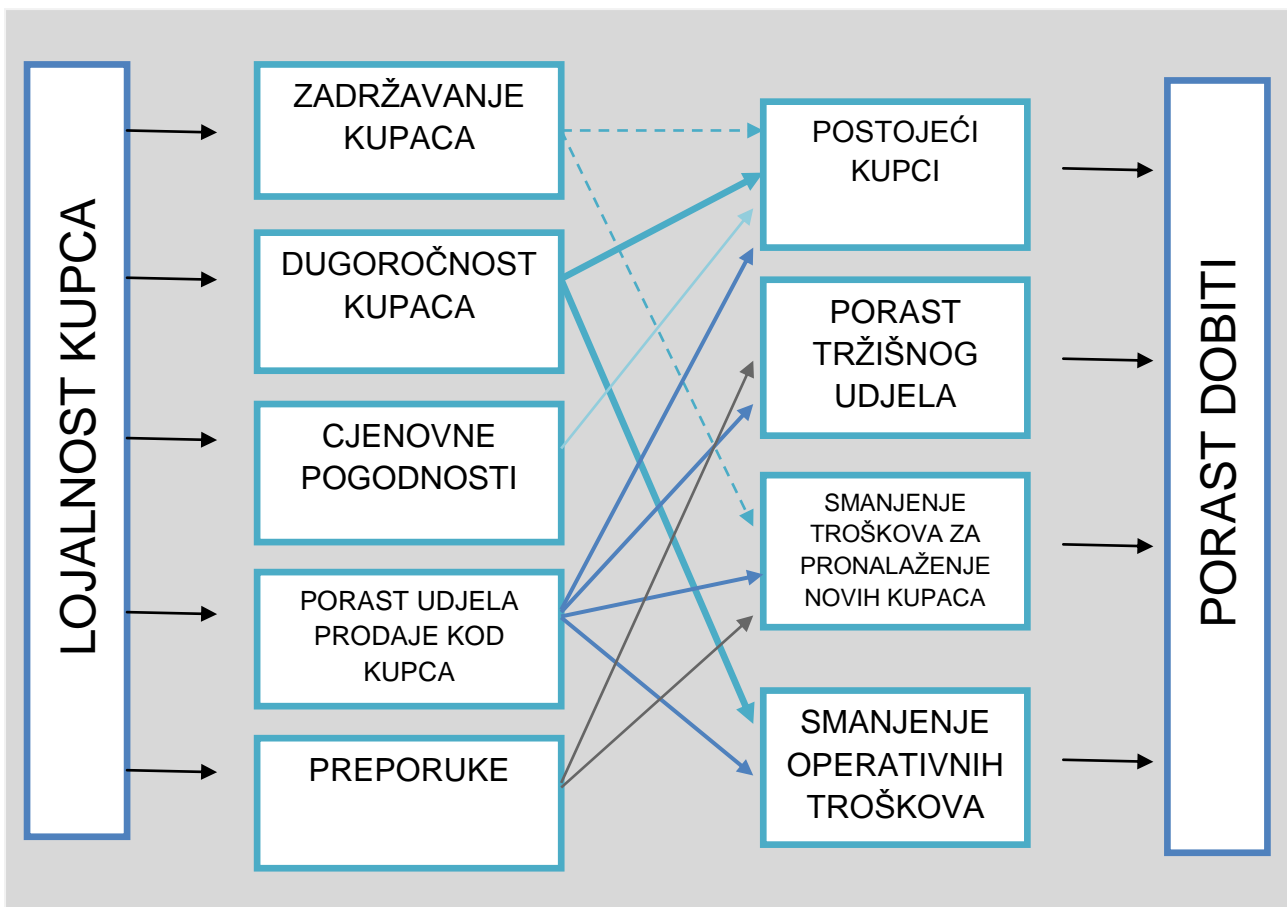 LOJALNOST KUPCA
ZADRŽAVANJE
KUPACA
DUGOROČNOST
KUPACA
CJENOVNE
POGODNOSTI
PORAST UDJELA
PRODAJE KOD
KUPCA
PREPORUKE
POSTOJEĆI
KUPCI
PORAST
TRŽIŠNOG
UDJELA
SMANJENJE
TROŠKOVA ZA
PRONALAŽENJE
NOVIH KUPACA
SMANJENJE
OPERATIVNIH
TROŠKOVA
PORAST DOBITI